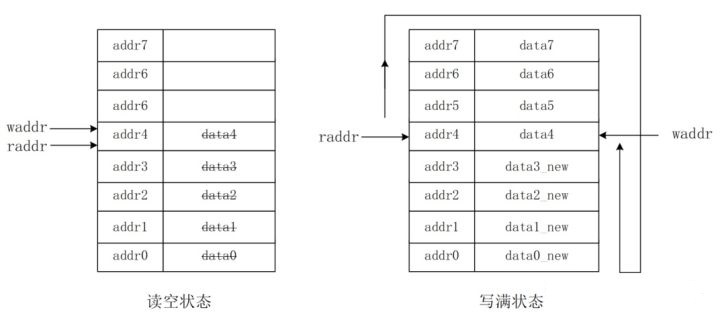 addr7
addr6
addr6
waddr
raddr
addr4 data4
addr3 data3
addr2 data2
addr1 data1
addr0 data0
读空状态
addr7 data7
addr6 data6
addr5 data5
raddr addr4 data4 waddr
addr3 data3_new
addr2 data2_new
addr1 data1_new
addr0 data0_new
写满状态